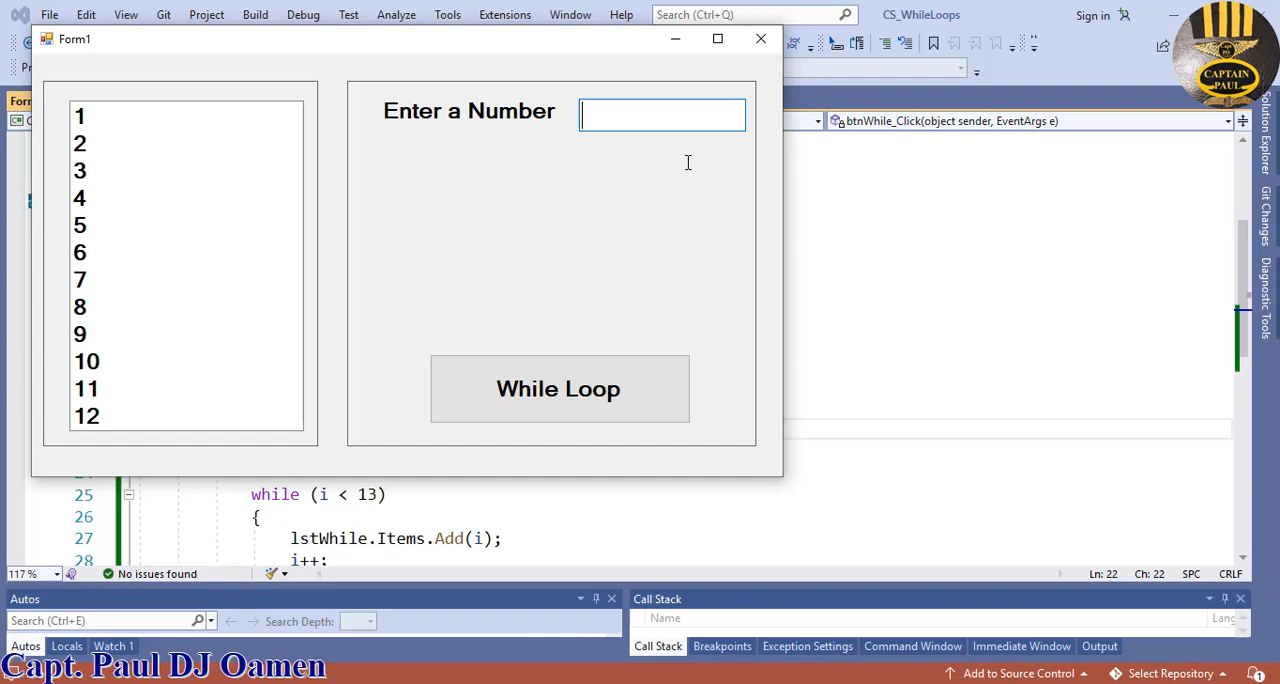 File Edit View Git Project Build Debug Test Analyze Tools Extensions Window Help Search (Ctrl+Q) CS_WhileLoops Sign in
Form1
CAPTAIN
PAUL
btnWhile_Click(object sender, EventArgs e)
Enter a Number
1
2
3
4
5
6
7
8
9
10
11
12
While Loop
Solution Explorer
Git Changes
Diagnostic Tools
25 while (i < 13)
26 {
27 lstWhile.Items.Add(i);
28 i++;
117 % No issues found Ln: 22 Ch: 22 SPC CRLF
Autos
Call Stack
Search (Ctrl+E) Search Depth:
Name Lang
Autos Locals Watch 1
Call Stack Breakpoints Exception Settings Command Window Immediate Window Output
Capt. Paul DJ Oamen
Add to Source Control Select Repository 1